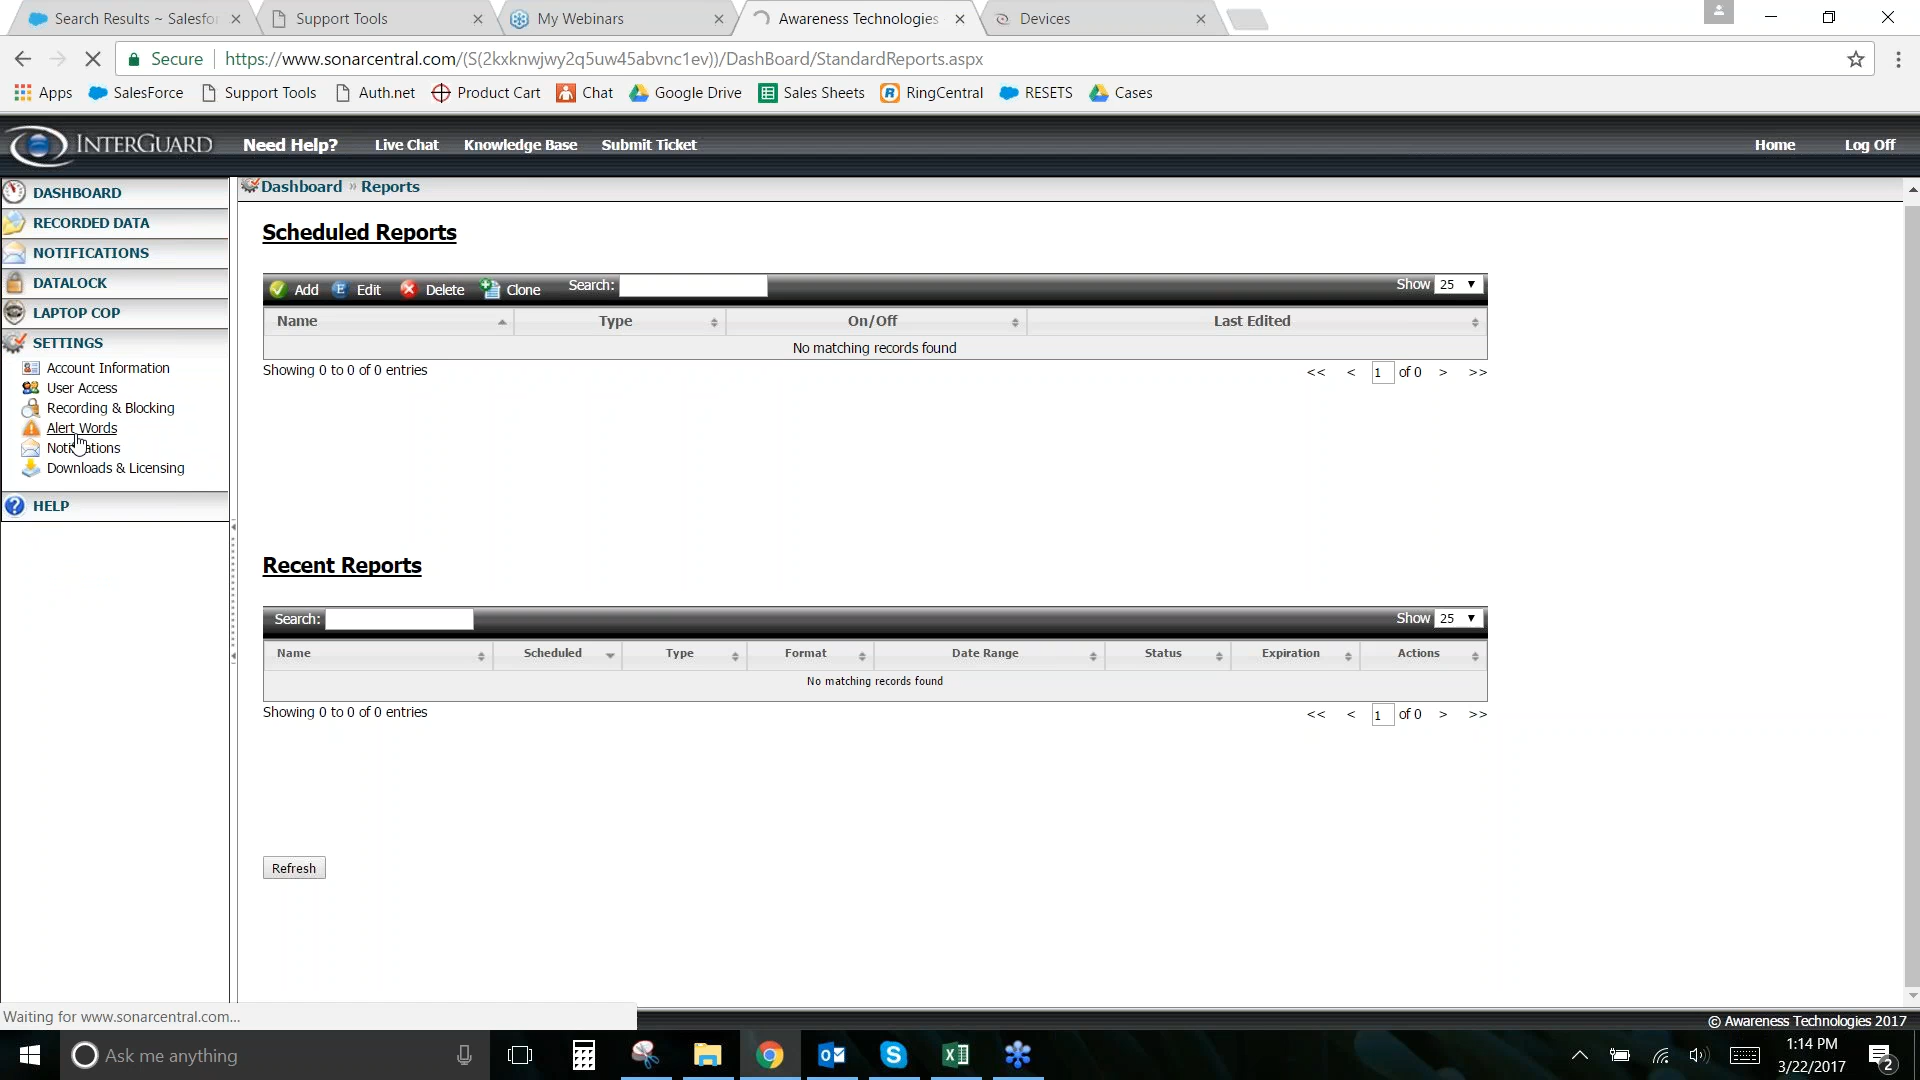 Search Results ~ Salesfor
Support Tools
My Webinars
Awareness Technologies
Devices
Secure
https://www.sonarcentral.com/(S(2kxknwjwy2q5uw45abvnc1ev))/DashBoard/StandardReports.aspx
Apps SalesForce Support Tools Auth.net Product Cart Chat Google Drive Sales Sheets RingCentral RESETS Cases
INTERGUARD Need Help? Live Chat Knowledge Base Submit Ticket Home Log Off
DASHBOARD
RECORDED DATA
NOTIFICATIONS
DATALOCK
LAPTOP COP
SETTINGS
Account Information
User Access
Recording & Blocking
Alert Words
Notifications
Downloads & Licensing
HELP
Dashboard » Reports
Scheduled Reports
Add E Edit Delete Clone Search: Show 25
Name Type On/Off Last Edited
No matching records found
Showing 0 to 0 of 0 entries << < 1 of 0 > >>
Recent Reports
Search: Show 25
Name Scheduled Type Format Date Range Status Expiration Actions
No matching records found
Showing 0 to 0 of 0 entries << < 1 of 0 > >>
Refresh
Waiting for www.sonarcentral.com...
© Awareness Technologies 2017
Ask me anything
1:14 PM
3/22/2017
2